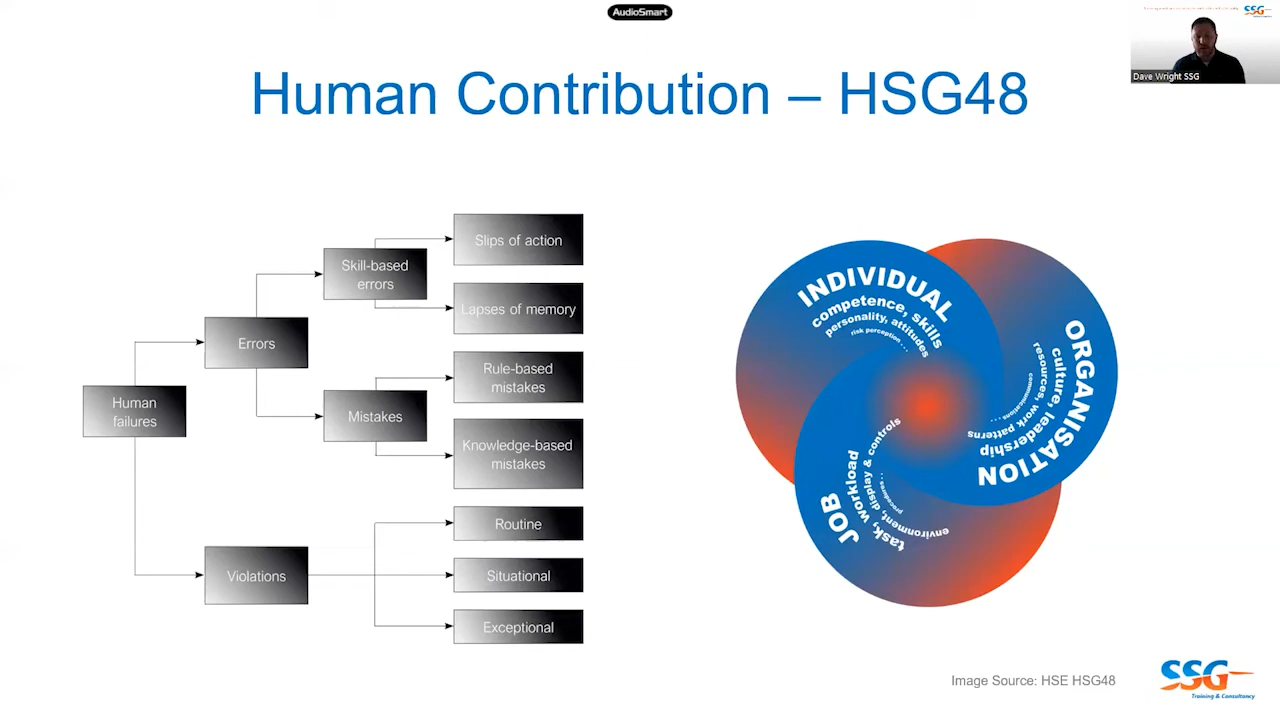 AudioSmart
SSG
Dave Wright SSG
Human Contribution – HSG48
Human
failures
Errors
Violations
Skill-based
errors
Mistakes
Slips of action
Lapses of memory
Rule-based
mistakes
Knowledge-based
mistakes
Routine
Situational
Exceptional
INDIVIDUAL
competence, skills
personality, attitudes
risk perception . . .
ORGANISATION
culture, leadership
resources, work patterns
communications . . . .
JOB
task, workload
environment, display & controls
procedures . . .
Image Source: HSE HSG48
SSG
Training & Consultancy